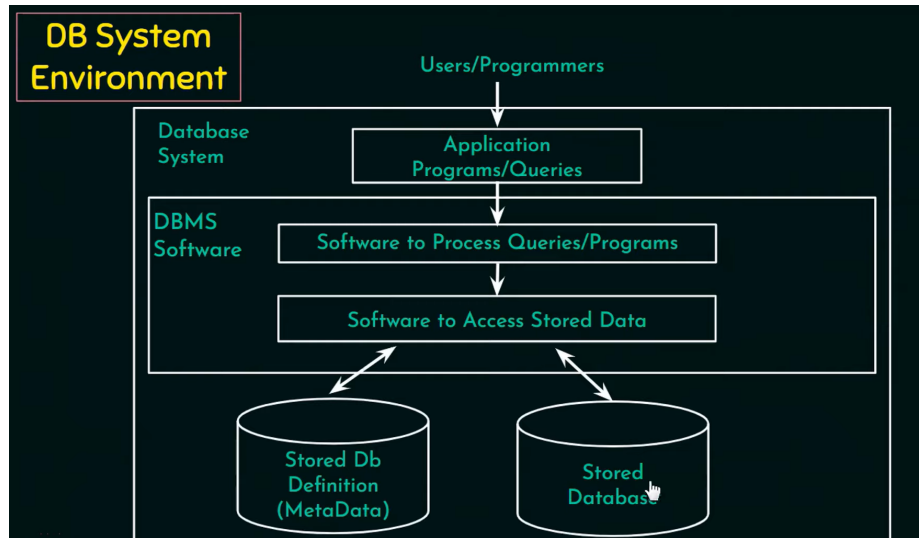 DB System
Environment
Users/Programmers
Database
System
Application
Programs/Queries
DBMS
Software
Software to Process Queries/Programs
Software to Access Stored Data
Stored Db
Definition
(MetaData)
Stored
Database